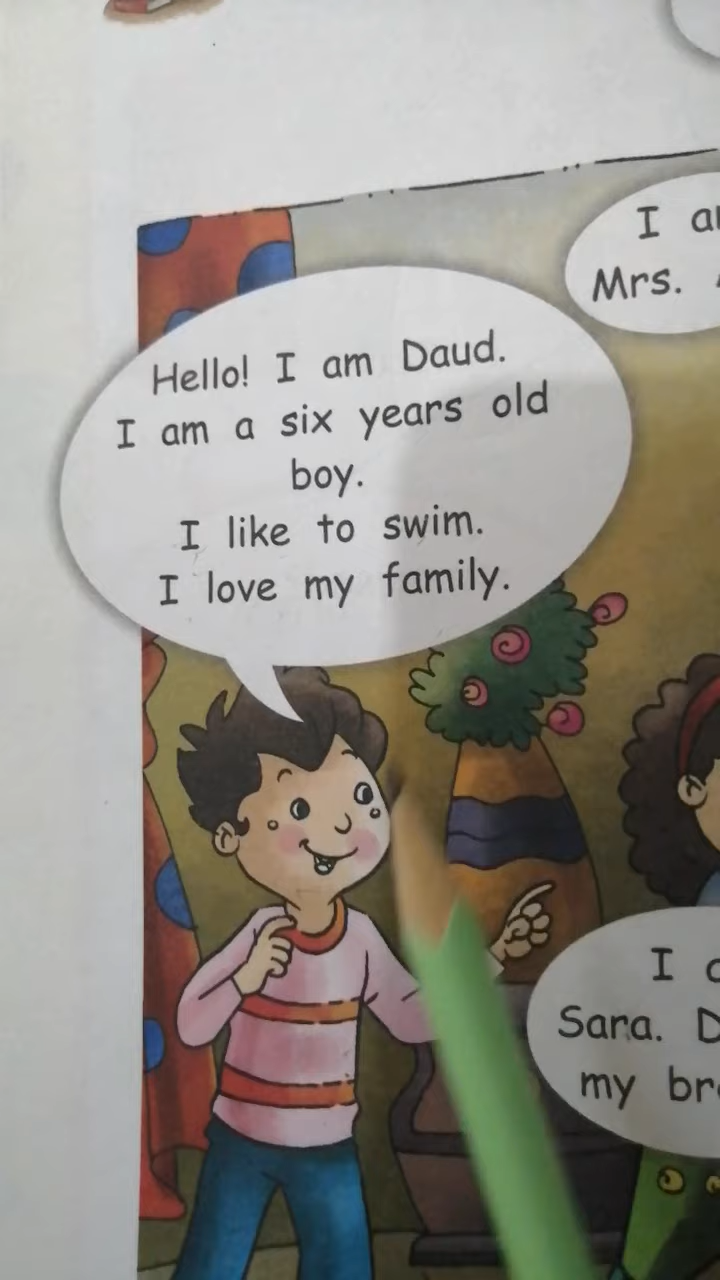 Hello! I am Daud.
I am a six years old
boy.
I like to swim.
I love my family.
I
Mrs.
I
Sara.
my